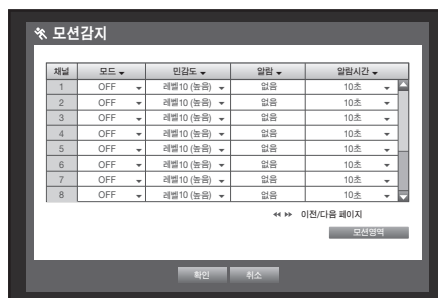 모션감지
채널 모드 민감도 알람 알람시간
1 OFF 레벨10 (높음) 없음 10초
2 OFF 레벨10 (높음) 없음 10초
3 OFF 레벨10 (높음) 없음 10초
4 OFF 레벨10 (높음) 없음 10초
5 OFF 레벨10 (높음) 없음 10초
6 OFF 레벨10 (높음) 없음 10초
7 OFF 레벨10 (높음) 없음 10초
8 OFF 레벨10 (높음) 없음 10초
이전/다음 페이지
모션영역
확인 취소